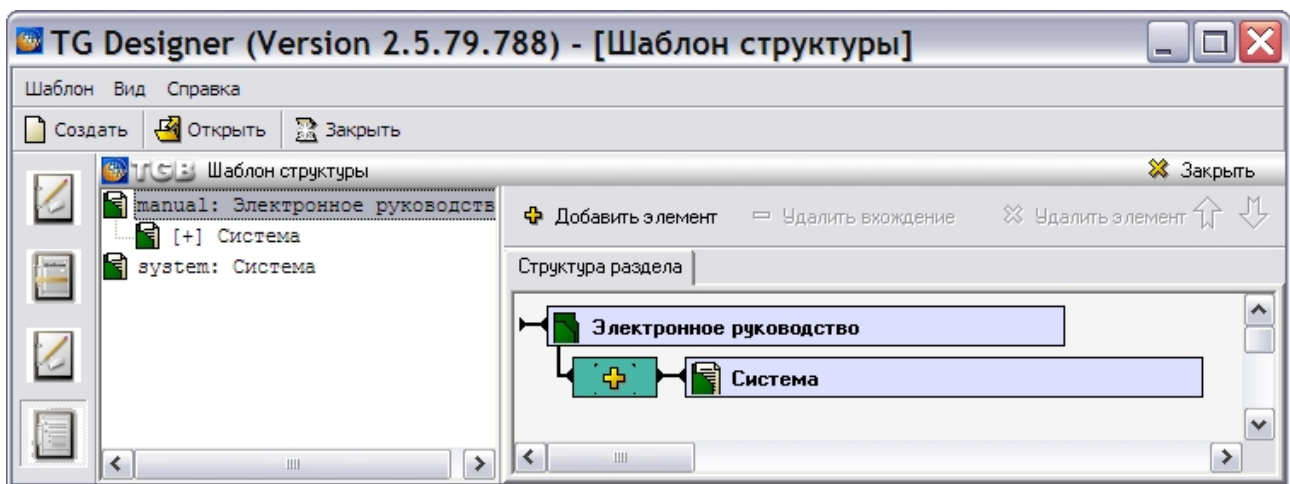 TG Designer (Version 2.5.79.788) - [Шаблон структуры]
Шаблон Вид Справка
Создать Открыть Закрыть
TGB Шаблон структуры Закрыть
manual: Электронное руководств
[+] Система
system: Система
Добавить элемент Удалить вхождение Удалить элемент
Структура раздела
Электронное руководство
Система